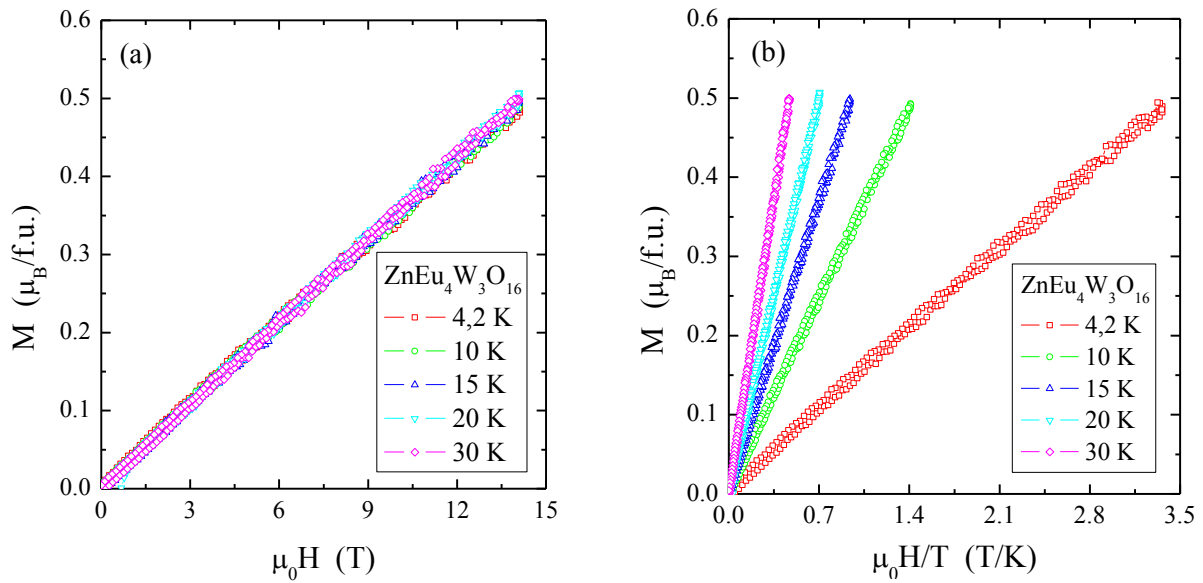 (a)
M (μB/f.u.)
0.6
0.5
0.4
0.3
0.2
0.1
0.0
ZnEu4W3O16
4,2 K
10 K
15 K
20 K
30 K
0 3 6 9 12 15
μ0H (T)
(b)
M (μB/f.u.)
0.6
0.5
0.4
0.3
0.2
0.1
0.0
ZnEu4W3O16
4,2 K
10 K
15 K
20 K
30 K
0.0 0.7 1.4 2.1 2.8 3.5
μ0H/T (T/K)